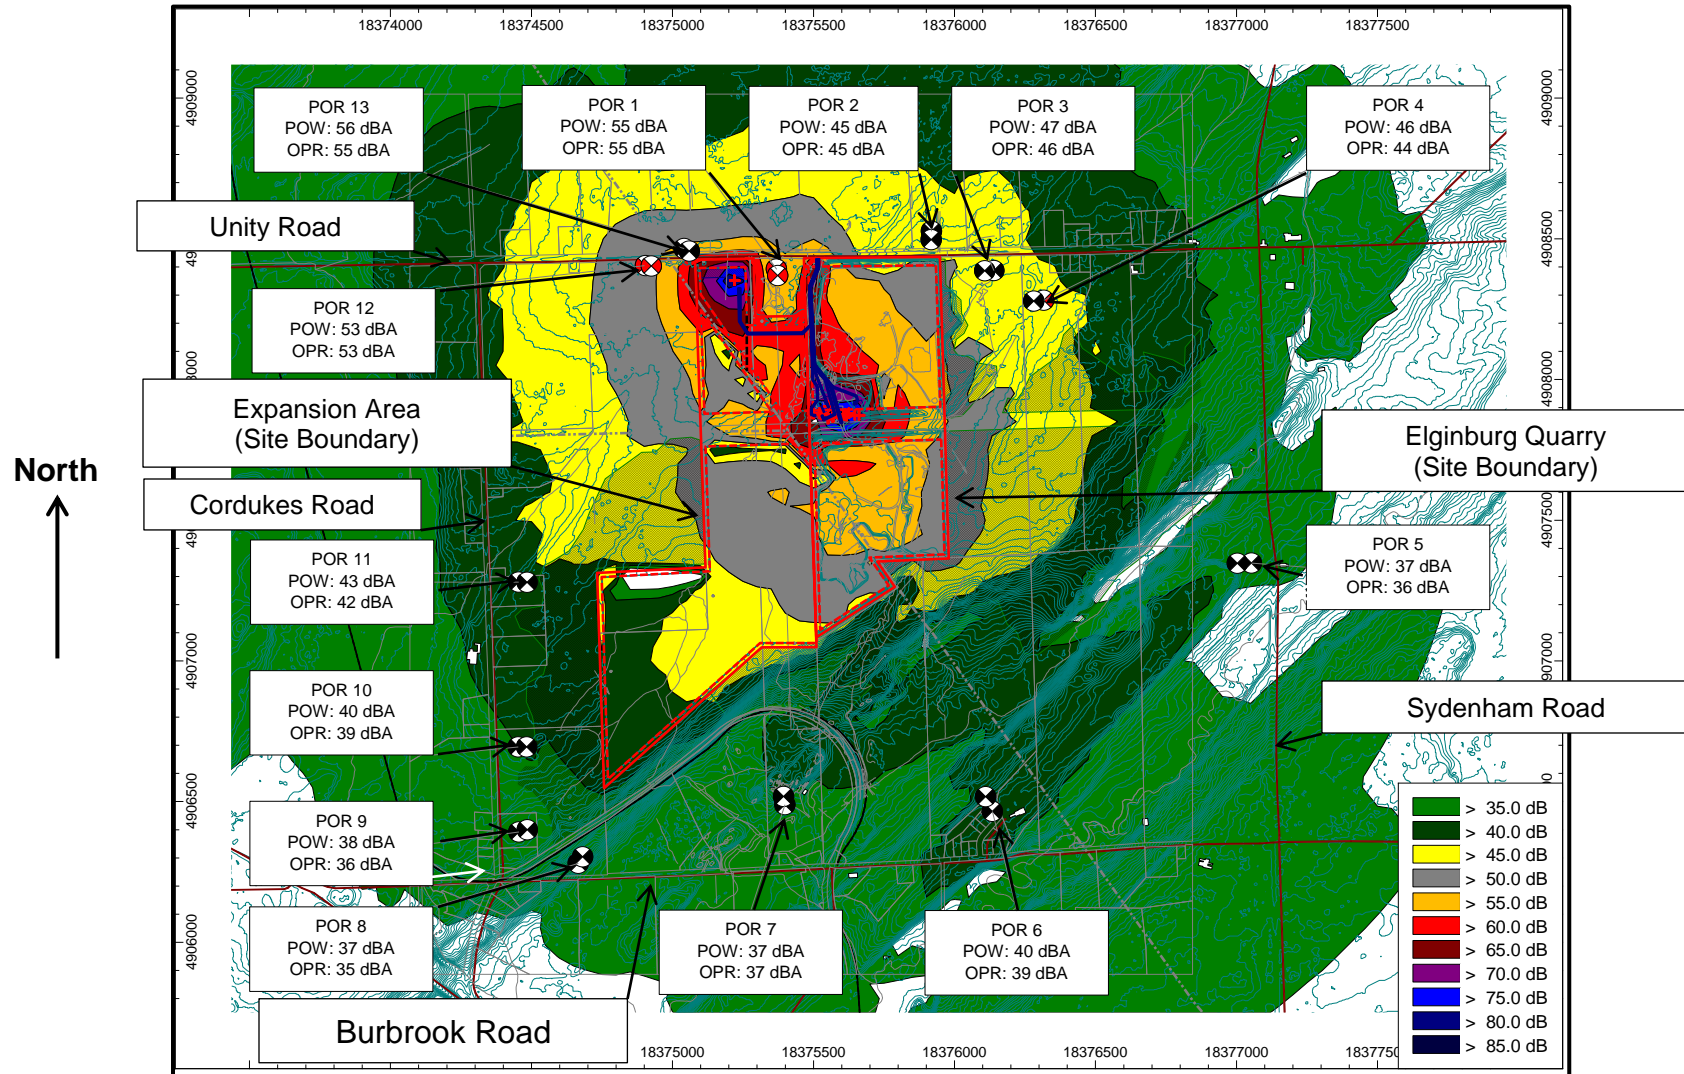 18374000
18374500
18375000
18375500
18376000
18376500
18377000
18377500
4909000
4909000
POR 13
POW: 56 dBA
OPR: 55 dBA
POR 1
POW: 55 dBA
OPR: 55 dBA
POR 2
POW: 45 dBA
OPR: 45 dBA
POR 3
POW: 47 dBA
OPR: 46 dBA
POR 4
POW: 46 dBA
OPR: 44 dBA
Unity Road
4908500
POR 12
POW: 53 dBA
OPR: 53 dBA
4908000
Expansion Area
(Site Boundary)
Elginburg Quarry
(Site Boundary)
North
Cordukes Road
4907500
POR 11
POW: 43 dBA
OPR: 42 dBA
POR 5
POW: 37 dBA
OPR: 36 dBA
4907000
4907000
POR 10
POW: 40 dBA
OPR: 39 dBA
Sydenham Road
4906500
POR 9
POW: 38 dBA
OPR: 36 dBA
POR 8
POW: 37 dBA
OPR: 35 dBA
POR 7
POW: 37 dBA
OPR: 37 dBA
POR 6
POW: 40 dBA
OPR: 39 dBA
4906000
Burbrook Road
> 35.0 dB
> 40.0 dB
> 45.0 dB
> 50.0 dB
> 55.0 dB
> 60.0 dB
> 65.0 dB
> 70.0 dB
> 75.0 dB
> 80.0 dB
> 85.0 dB
18375000
18375500
18376000
18376500
18377000
1837750